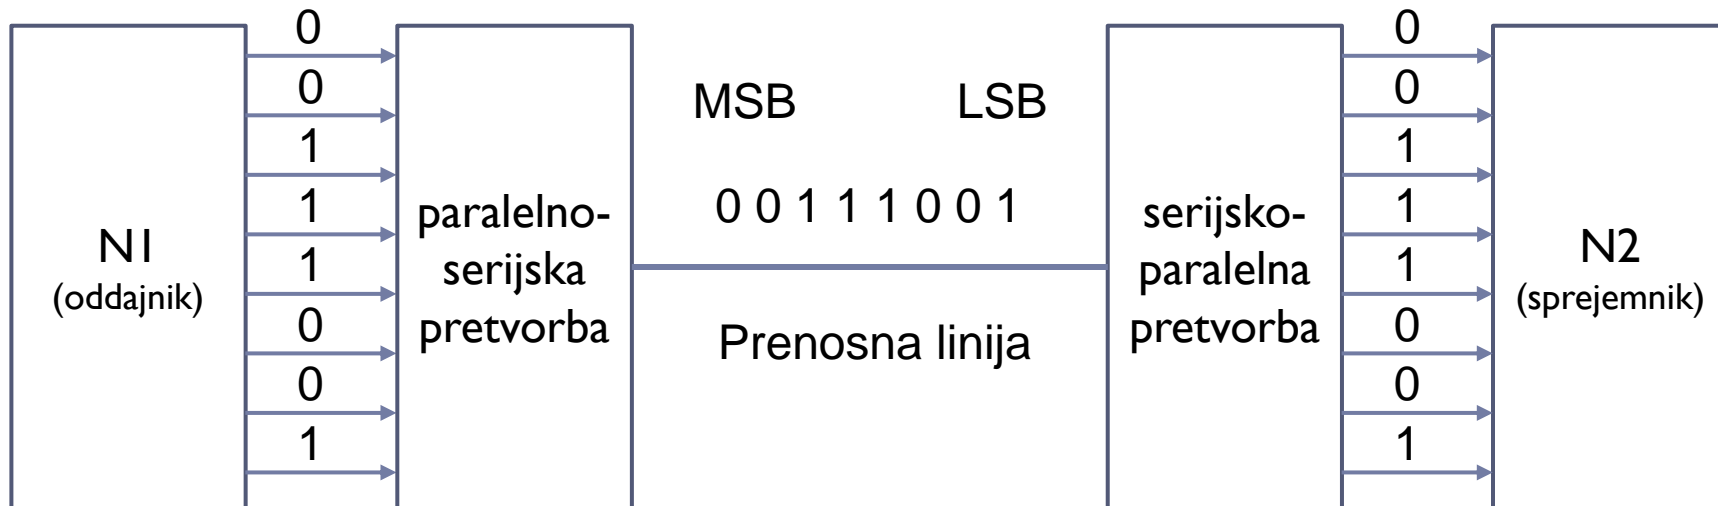 0
0
1
1
1
0
0
1
N1
(oddajnik)
paralelno-
serijska
pretvorba
MSB LSB
0 0 1 1 1 0 0 1
Prenosna linija
serijsko-
paralelna
pretvorba
0
0
1
1
1
0
0
1
N2
(sprejemnik)